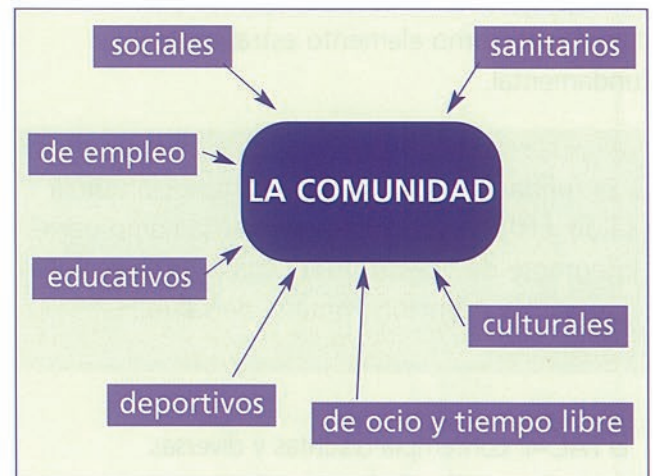 sociales
sanitarios
de empleo
LA COMUNIDAD
educativos
culturales
deportivos
de ocio y tiempo libre